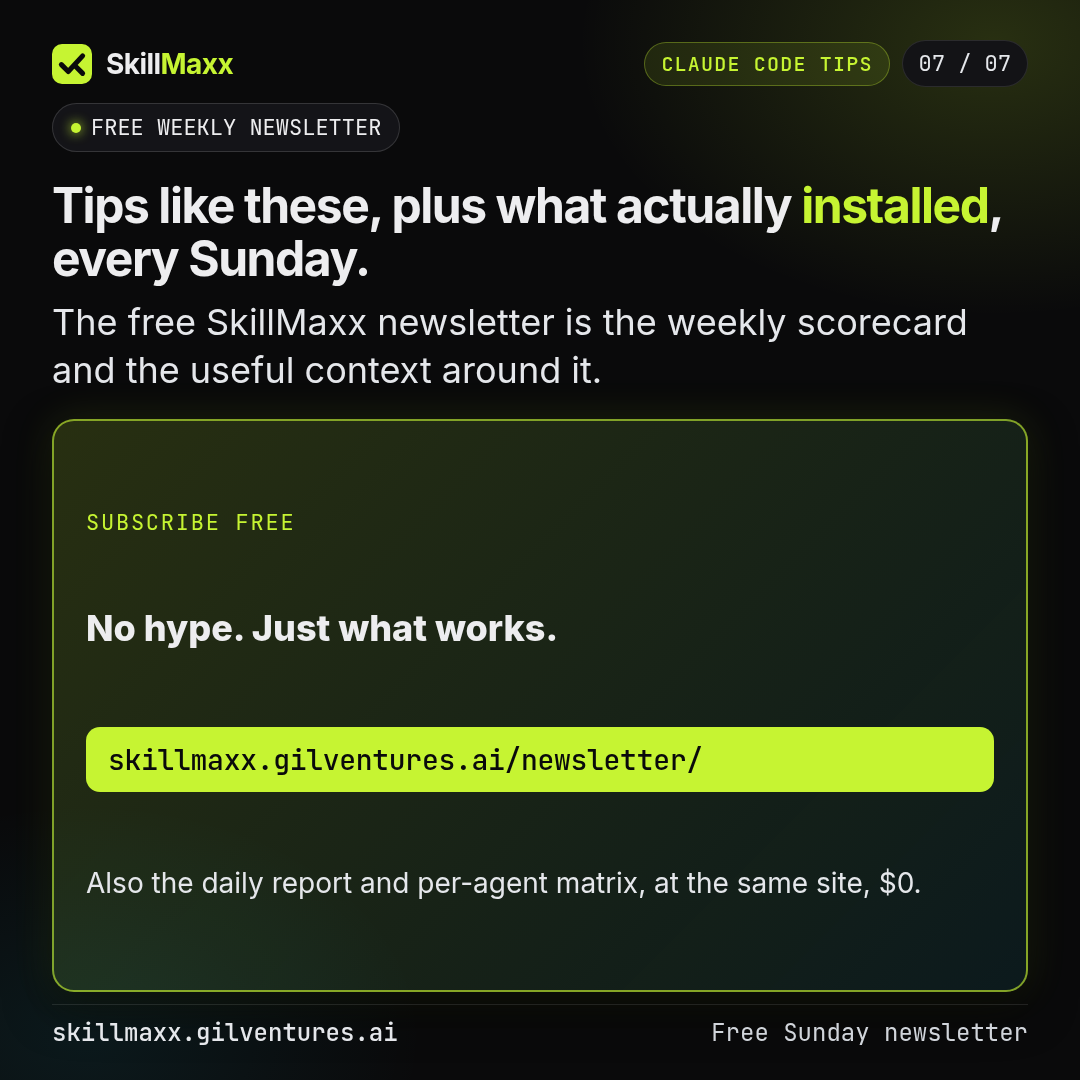 SkillMaxx
CLAUDE CODE TIPS
07 / 07
FREE WEEKLY NEWSLETTER
Tips like these, plus what actually installed,
every Sunday.
The free SkillMaxx newsletter is the weekly scorecard
and the useful context around it.
SUBSCRIBE FREE
No hype. Just what works.
skillmaxx.gilventures.ai/newsletter/
Also the daily report and per-agent matrix, at the same site, $0.
skillmaxx.gilventures.ai
Free Sunday newsletter